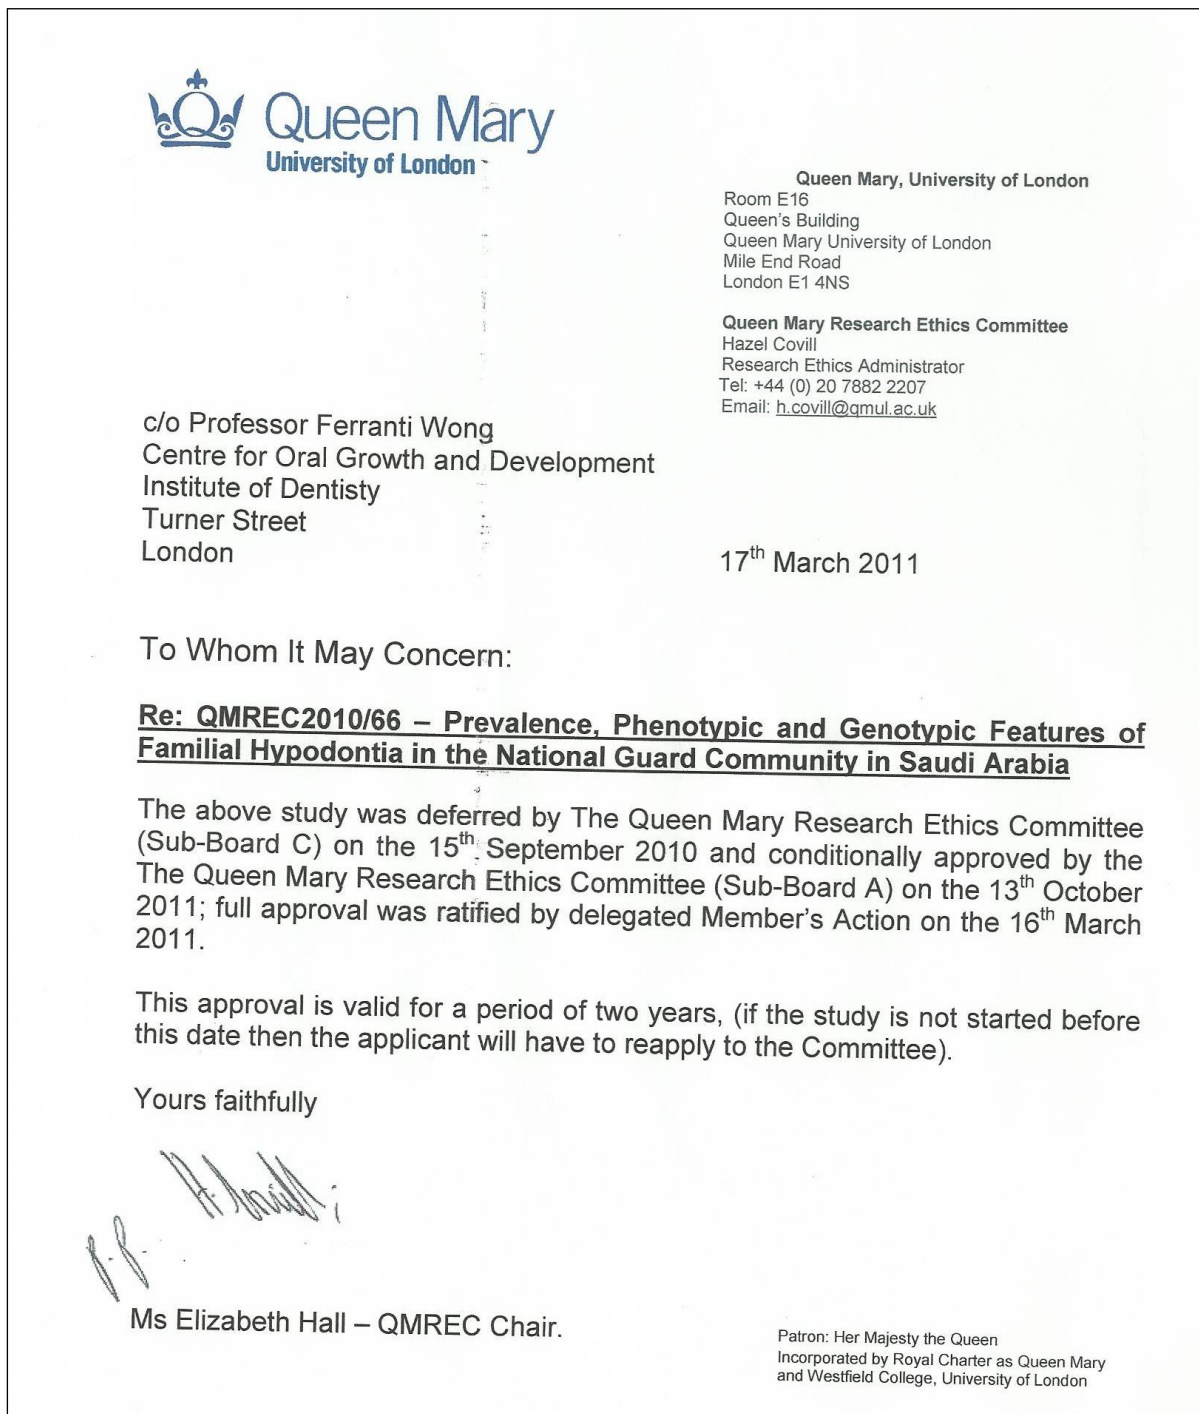 Queen Mary
University of London
Queen Mary, University of London
Room E16
Queen's Building
Queen Mary University of London
Mile End Road
London E1 4NS
Queen Mary Research Ethics Committee
Hazel Covill
Research Ethics Administrator
Tel: +44 (0) 20 7882 2207
Email: h.covill@qmul.ac.uk
c/o Professor Ferranti Wong
Centre for Oral Growth and Development
Institute of Dentisty
Turner Street
London
17th March 2011
To Whom It May Concern:
Re: QMREC2010/66 – Prevalence, Phenotypic and Genotypic Features of
Familial Hypodontia in the National Guard Community in Saudi Arabia
The above study was deferred by The Queen Mary Research Ethics Committee
(Sub-Board C) on the 15th September 2010 and conditionally approved by the
The Queen Mary Research Ethics Committee (Sub-Board A) on the 13th October
2011; full approval was ratified by delegated Member's Action on the 16th March
2011.
This approval is valid for a period of two years, (if the study is not started before
this date then the applicant will have to reapply to the Committee).
Yours faithfully
p.p.
Ms Elizabeth Hall – QMREC Chair.
Patron: Her Majesty the Queen
Incorporated by Royal Charter as Queen Mary
and Westfield College, University of London